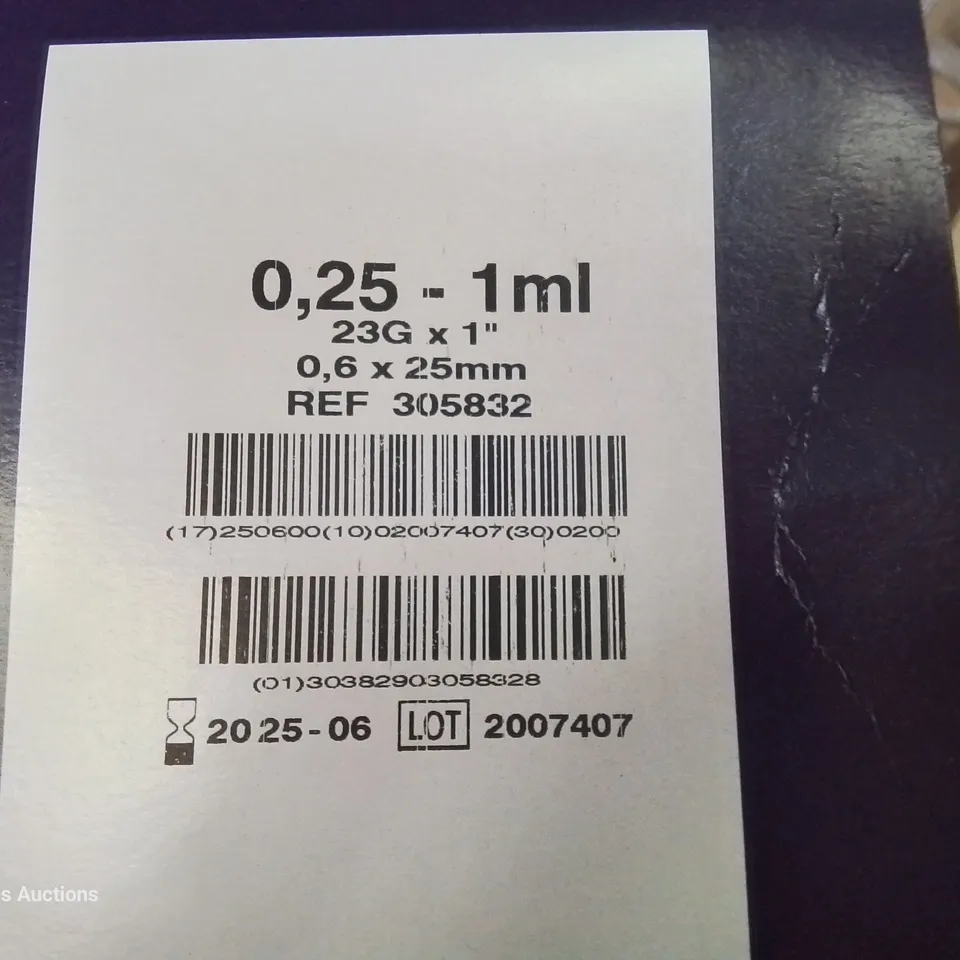 0,25 - 1ml
23G x 1"
0,6 x 25mm
REF 305832
(17)250600(10)02007407(30)0200
(01)30382903058328
2025-06 LOT 2007407
s Auctions